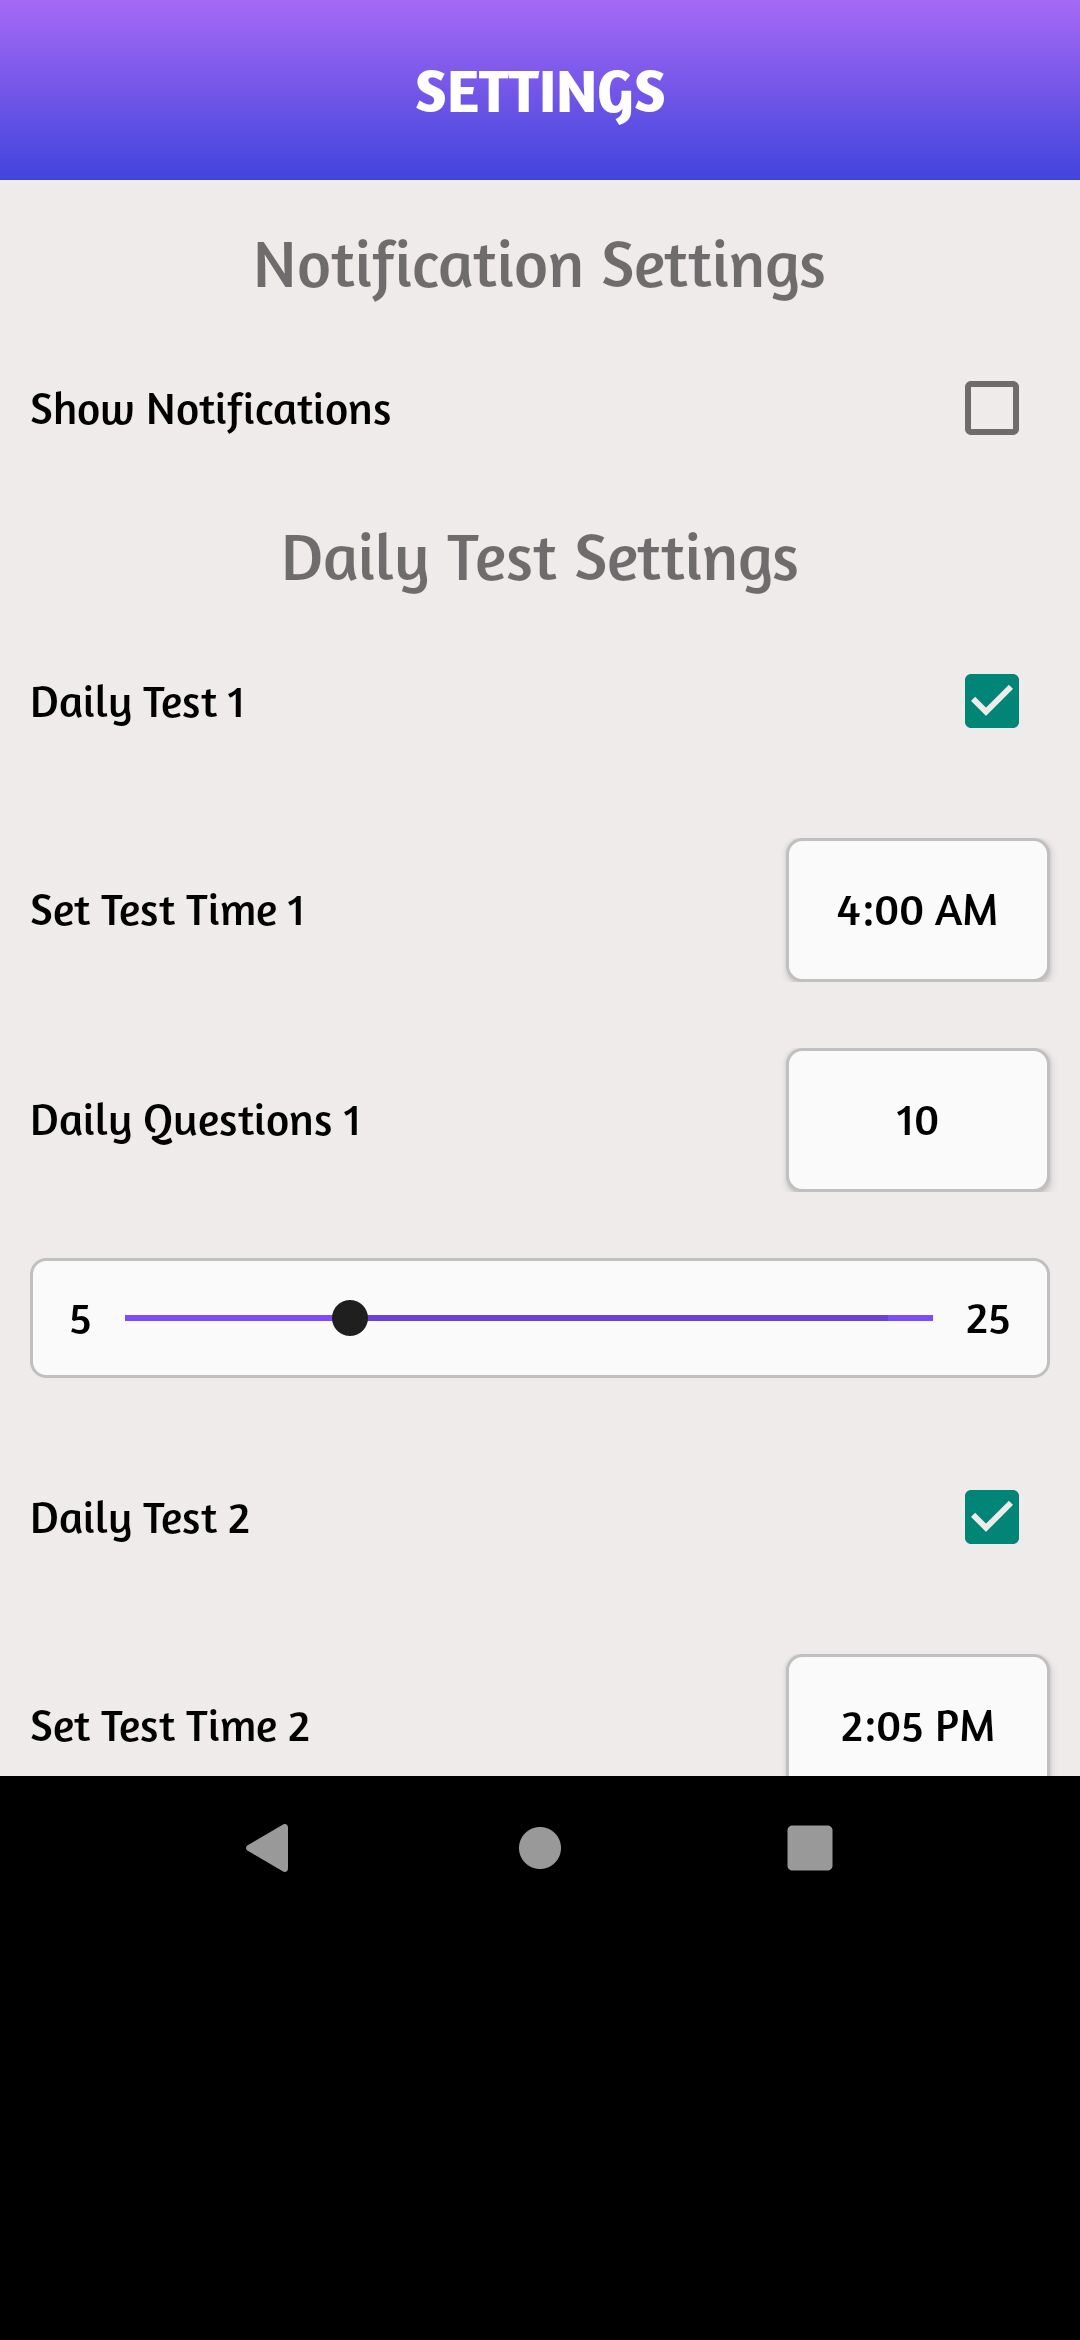 SETTINGS
Notification Settings
Show Notifications
Daily Test Settings
Daily Test 1
Set Test Time 1 4:00 AM
Daily Questions 1 10
5 25
Daily Test 2
Set Test Time 2 2:05 PM